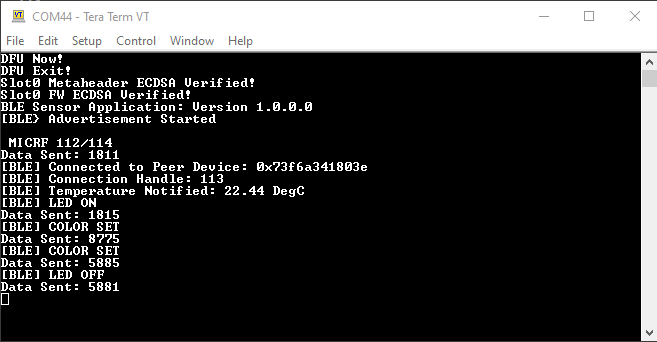 COM44 - Tera Term VT
File Edit Setup Control Window Help
DFU Now!
DFU Exit!
Slot0 Metaheader ECDSA Verified!
Slot0 FW ECDSA Verified!
BLE Sensor Application: Version 1.0.0.0
[BLE} Advertisement Started
MICRF 112/114
Data Sent: 1811
[BLE] Connected to Peer Device: 0x73f6a341803e
[BLE] Connection Handle: 113
[BLE] Temperature Notified: 22.44 DegC
[BLE] LED ON
Data Sent: 1815
[BLE] COLOR SET
Data Sent: 8775
[BLE] COLOR SET
Data Sent: 5885
[BLE] LED OFF
Data Sent: 5881